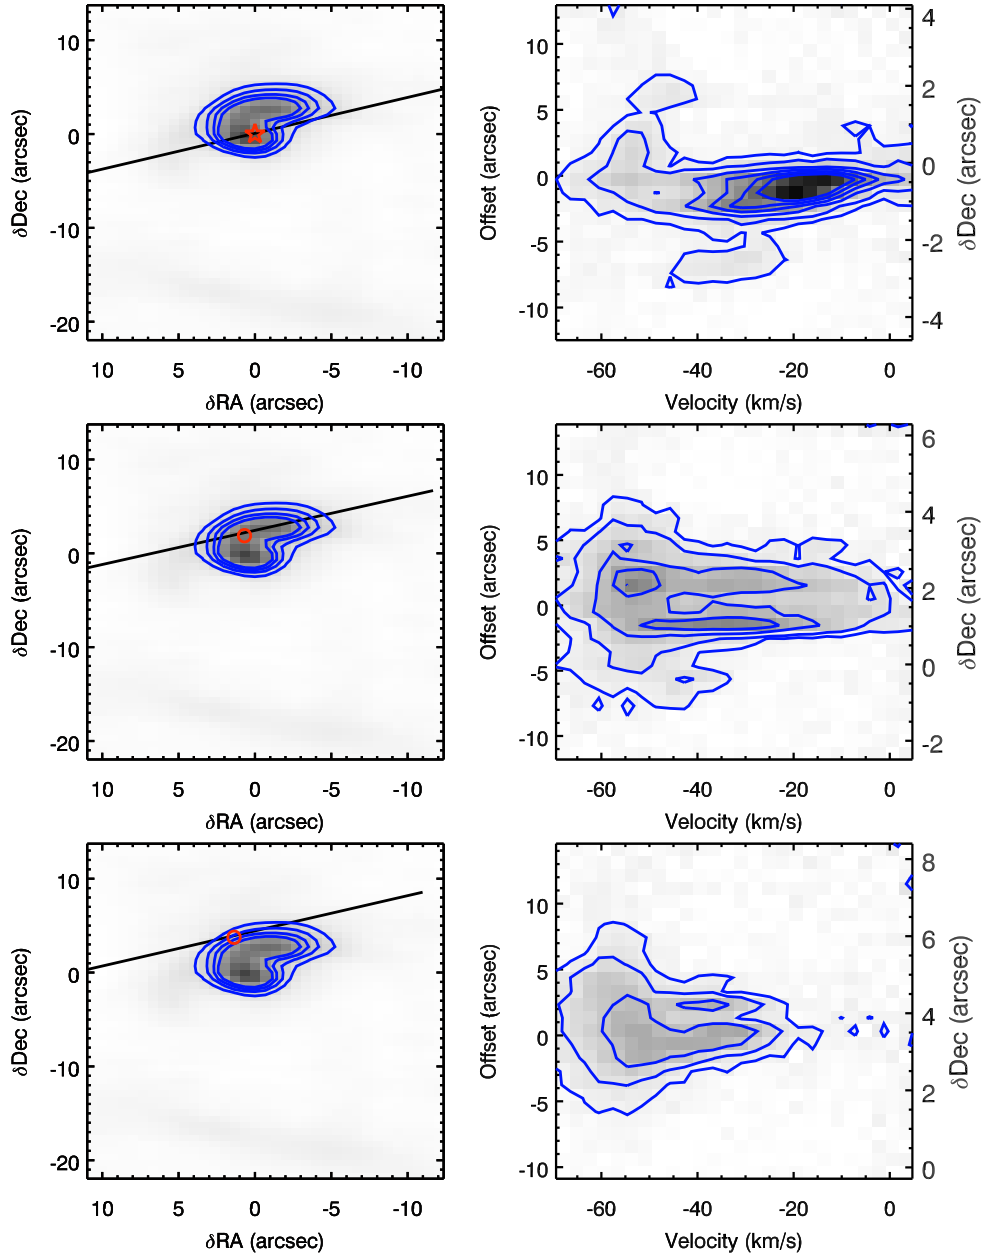 10
0
-10
-20
δDec (arcsec)
10 5 0 -5 -10
δRA (arcsec)
10
5
0
-5
-10
Offset (arcsec)
-60 -40 -20 0
Velocity (km/s)
4
2
0
-2
-4
δDec (arcsec)
10
0
-10
-20
δDec (arcsec)
10 5 0 -5 -10
δRA (arcsec)
10
5
0
-5
-10
Offset (arcsec)
-60 -40 -20 0
Velocity (km/s)
6
4
2
0
-2
δDec (arcsec)
10
0
-10
-20
δDec (arcsec)
10 5 0 -5 -10
δRA (arcsec)
10
5
0
-5
-10
Offset (arcsec)
-60 -40 -20 0
Velocity (km/s)
8
6
4
2
0
δDec (arcsec)